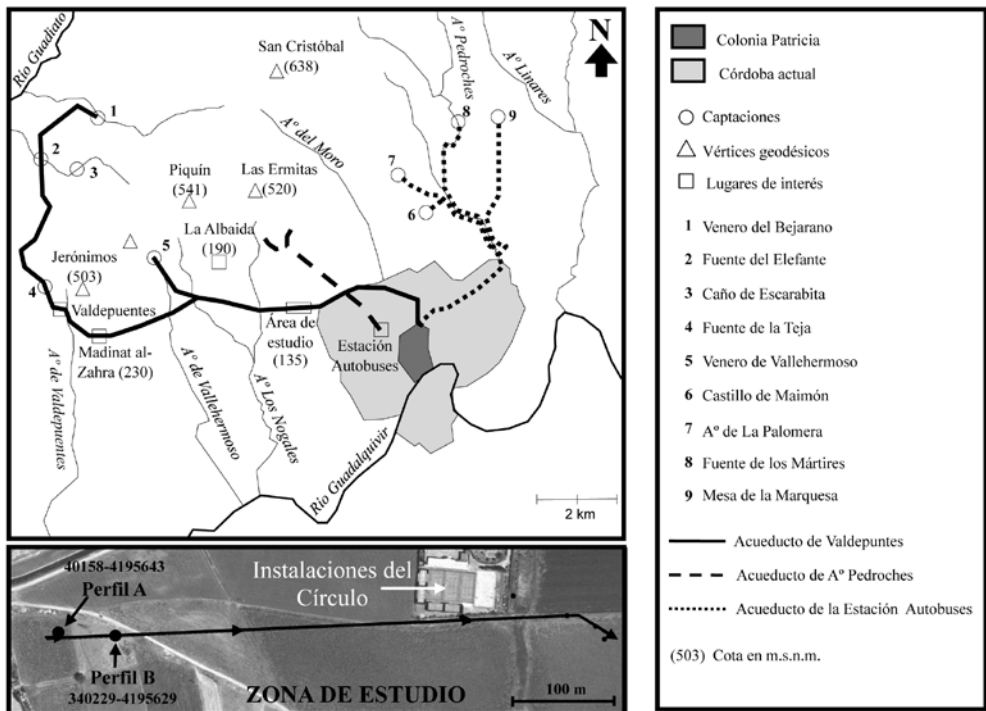 Río Guadiato
San Cristóbal
(638)
Aº Pedroches
Aº Linares
N
1
2
3
Aº del Moro
8
9
7
6
Piquín
(541)
Las Ermitas
(520)
La Albaida
(190)
5
Jerónimos
(503)
4
Valdepuentes
Madinat al-
Zahra (230)
Área de
estudio
(135)
Estación
Autobuses
Aº de Valdepuentes
Aº de Vallehermoso
Aº Los Nogales
Río Guadalquivir
2 km
40158-4195643
Perfil A
Instalaciones del
Círculo
Perfil B
340229-4195629
ZONA DE ESTUDIO
100 m
Colonia Patricia
Córdoba actual
Captaciones
Vértices geodésicos
Lugares de interés
1 Venero del Bejarano
2 Fuente del Elefante
3 Caño de Escarabita
4 Fuente de la Teja
5 Venero de Vallehermoso
6 Castillo de Maimón
7 Aº de La Palomera
8 Fuente de los Mártires
9 Mesa de la Marquesa
Acueducto de Valdepuntes
Acueducto de Aº Pedroches
Acueducto de la Estación Autobuses
(503) Cota en m.s.n.m.